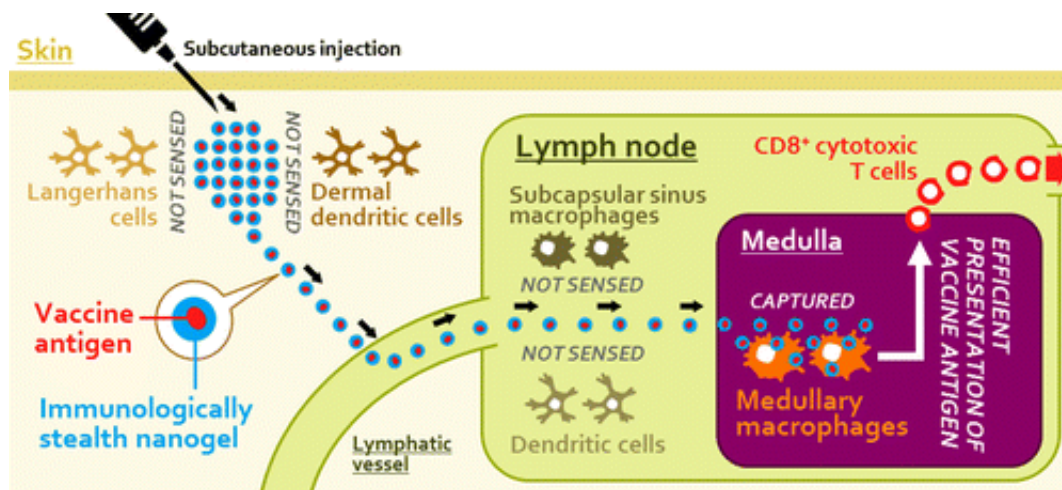 Skin
Subcutaneous injection
NOT SENSED
NOT SENSED
Langerhans
cells
Dermal
dendritic cells
Vaccine
antigen
Immunologically
stealth nanogel
Lymphatic
vessel
Lymph node
Subcapsular sinus
macrophages
NOT SENSED
NOT SENSED
Dendritic cells
CD8⁺ cytotoxic
T cells
Medulla
CAPTURED
Medullary
macrophages
EFFICIENT
PRESENTATION OF
VACCINE ANTIGEN